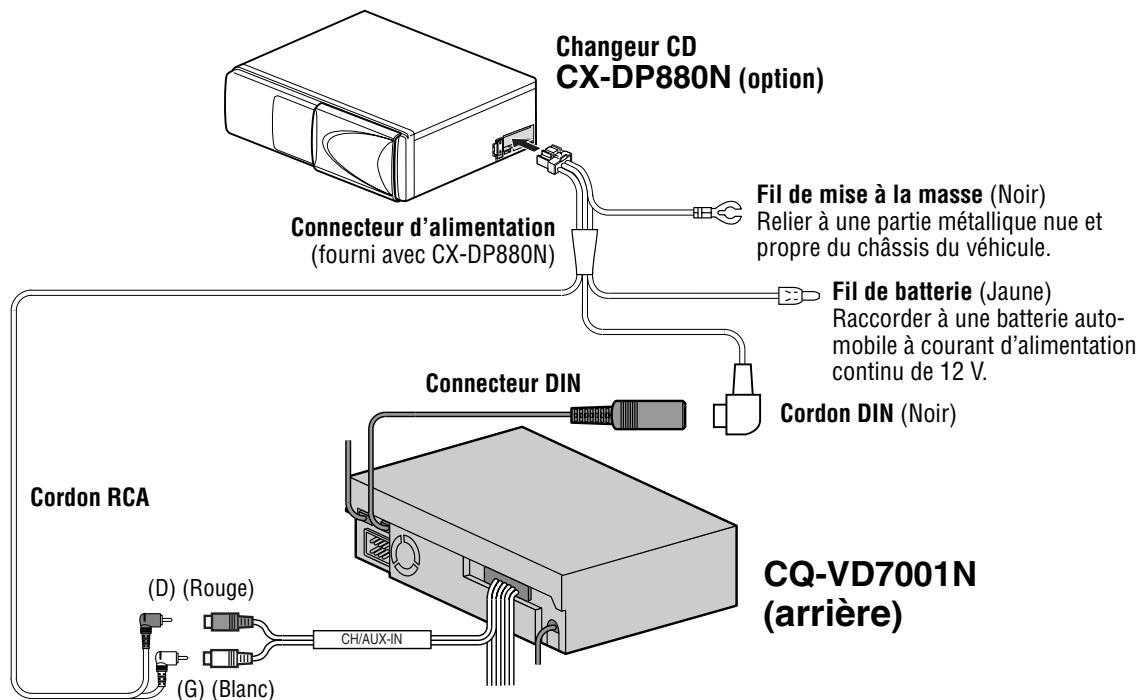 Changeur CD
CX-DP880N (option)
Fil de mise à la masse (Noir)
Relier à une partie métallique nue et
propre du châssis du véhicule.
Connecteur d'alimentation
(fourni avec CX-DP880N)
Fil de batterie (Jaune)
Raccorder à une batterie auto-
mobile à courant d'alimentation
continu de 12 V.
Connecteur DIN
Cordon DIN (Noir)
Cordon RCA
CQ-VD7001N
(arrière)
(D) (Rouge)
CH/AUX-IN
(G) (Blanc)